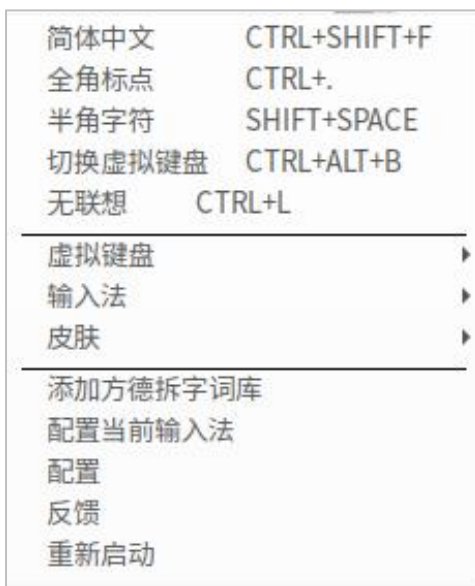 简体中文 CTRL+SHIFT+F
全角标点 CTRL+.
半角字符 SHIFT+SPACE
切换虚拟键盘 CTRL+ALT+B
无联想 CTRL+L
虚拟键盘
输入法
皮肤
添加方德拆字词库
配置当前输入法
配置
反馈
重新启动